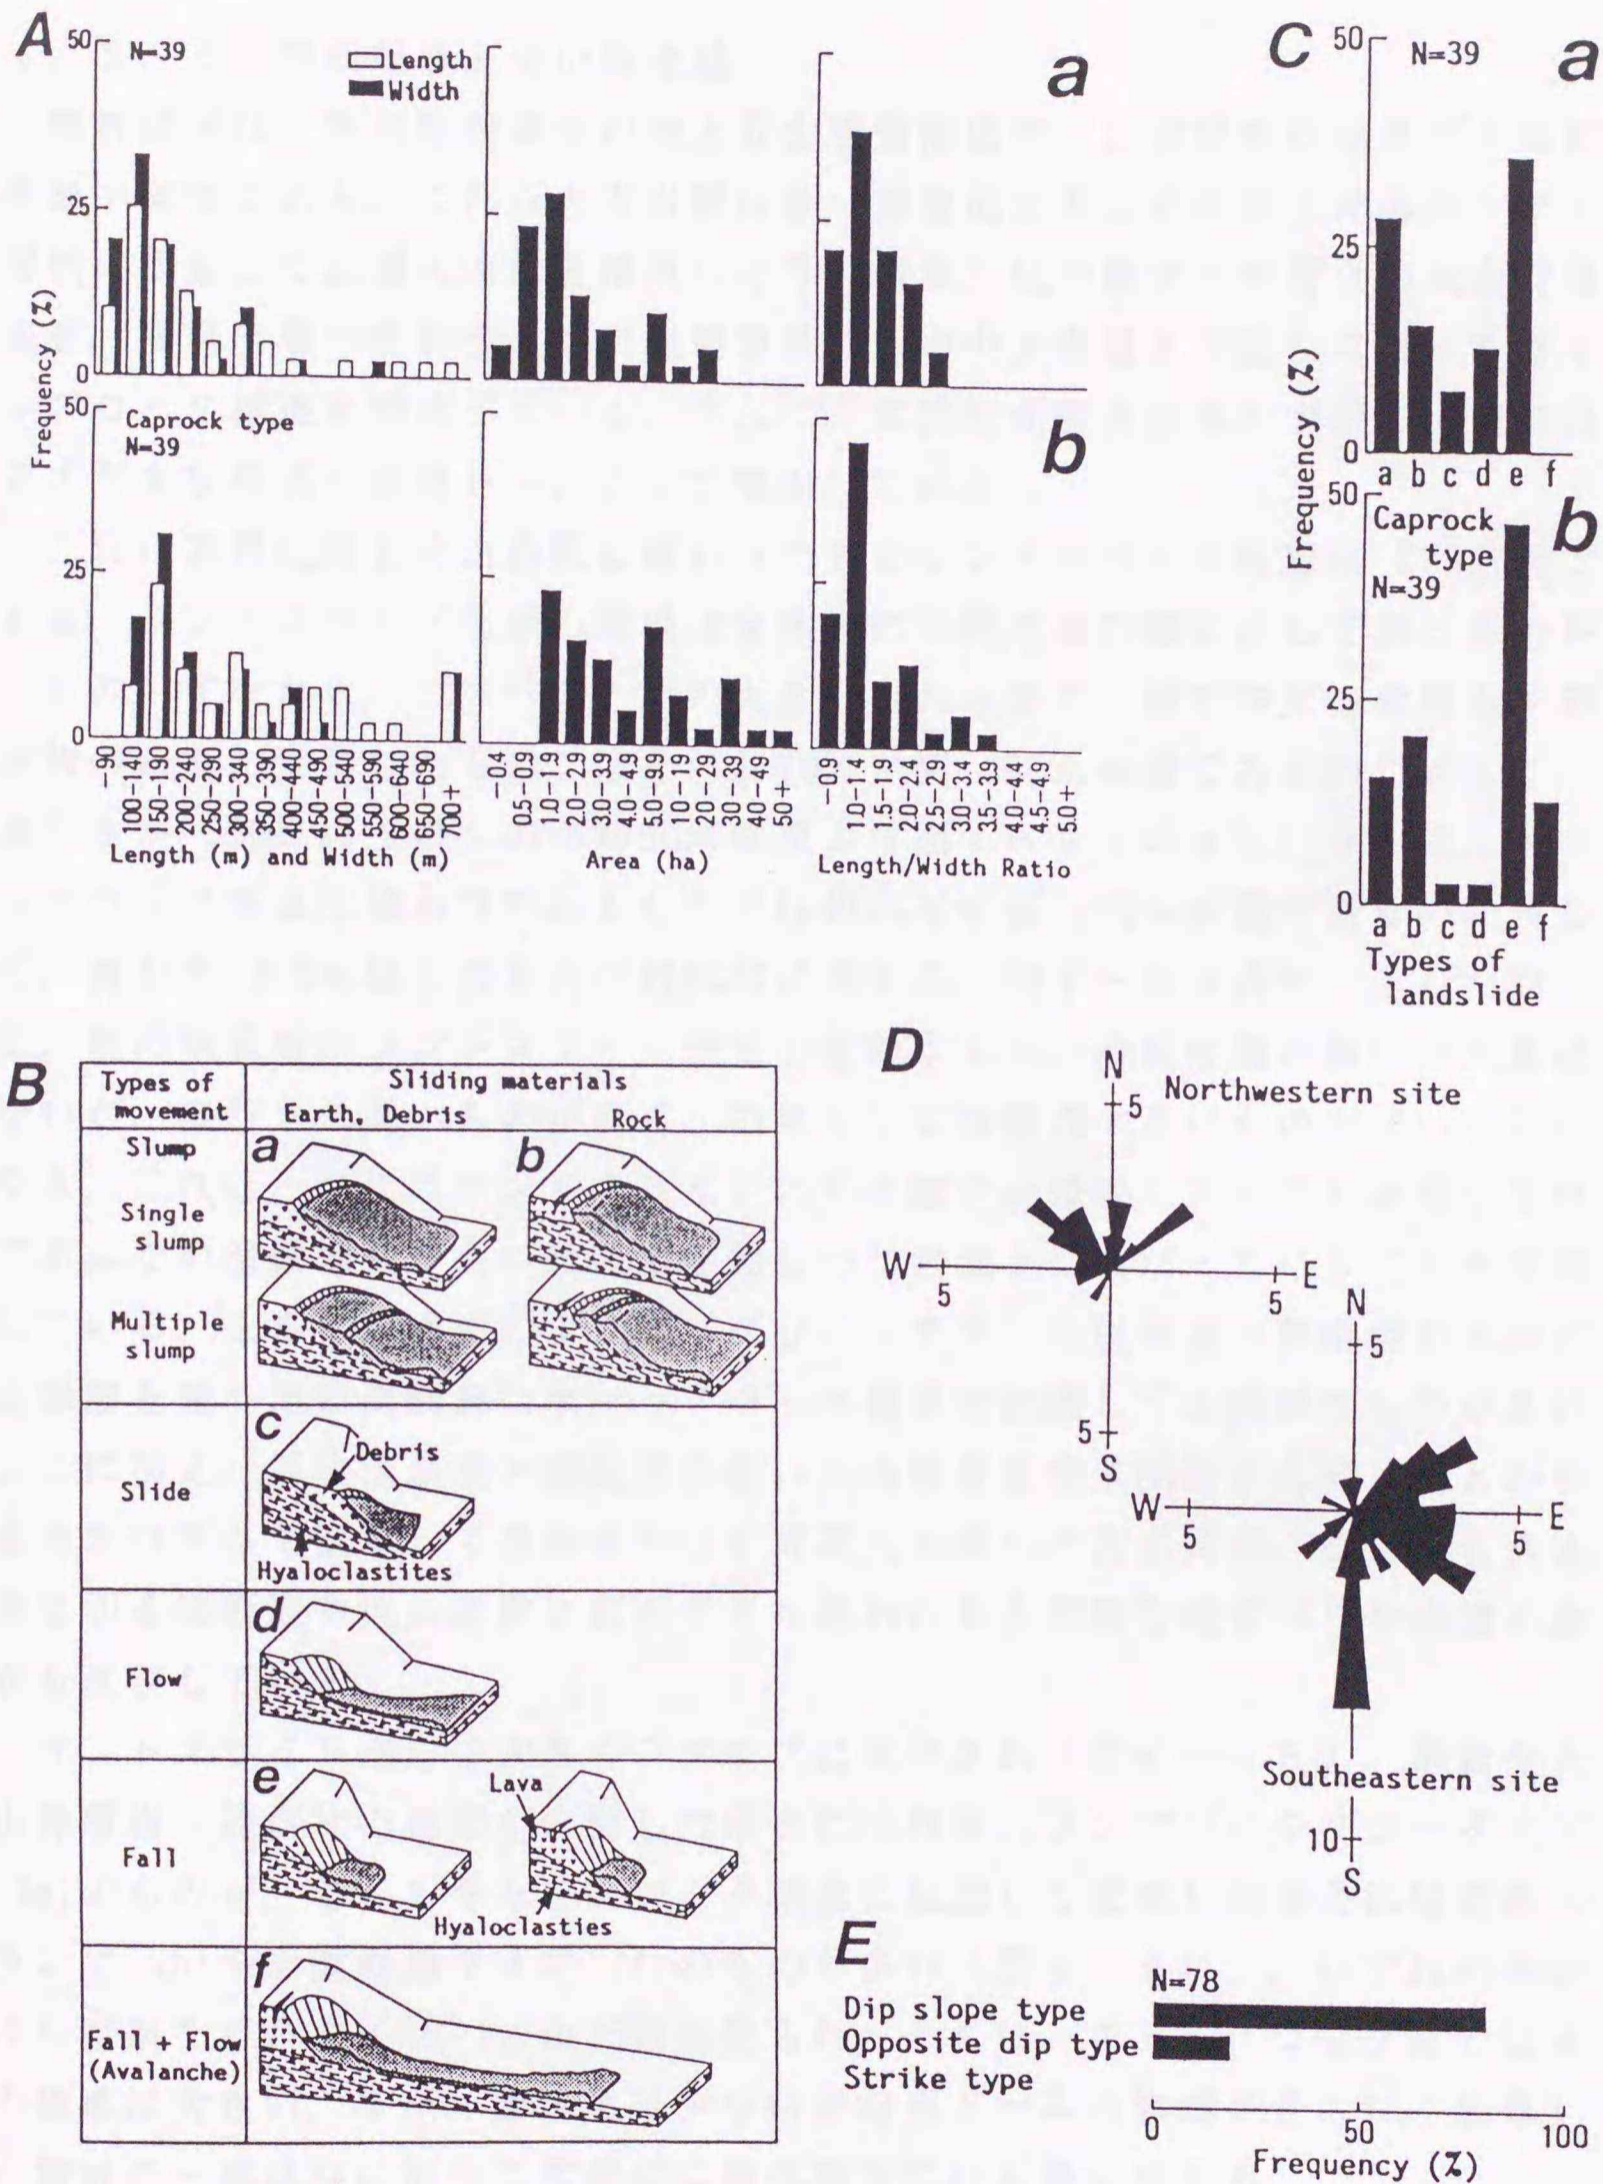 A
50
N=39
Length
Width
a
25
0
Frequency (%)
50
Caprock type
N=39
b
25
0
-90
100-140
150-190
200-240
250-290
300-340
350-390
400-440
450-490
500-540
550-590
600-640
650-690
700+
Length (m) and Width (m)
-0.4
0.5-0.9
1.0-1.9
2.0-2.9
3.0-3.9
4.0-4.9
5.0-9.9
10-19
20-29
30-39
40-49
50+
Area (ha)
-0.9
1.0-1.4
1.5-1.9
2.0-2.4
2.5-2.9
3.0-3.4
3.5-3.9
4.0-4.4
4.5-4.9
5.0+
Length/Width Ratio
C
50
N=39
a
25
0
a b c d e f
Frequency (%)
50
Caprock
type
N=39
b
25
0
a b c d e f
Types of
landslide
B
Types of
movement
Sliding materials
Earth, Debris
Rock
Slump
a
b
Single
slump
Multiple
slump
c
Debris
Slide
Hyaloclastites
d
Flow
e
Lava
Fall
Hyaloclasties
f
Fall + Flow
(Avalanche)
D
N
5
Northwestern site
W
5
5
E
5
S
N
5
W
5
5
E
Southeastern site
10
S
E
N=78
Dip slope type
Opposite dip type
Strike type
0
50
100
Frequency (%)